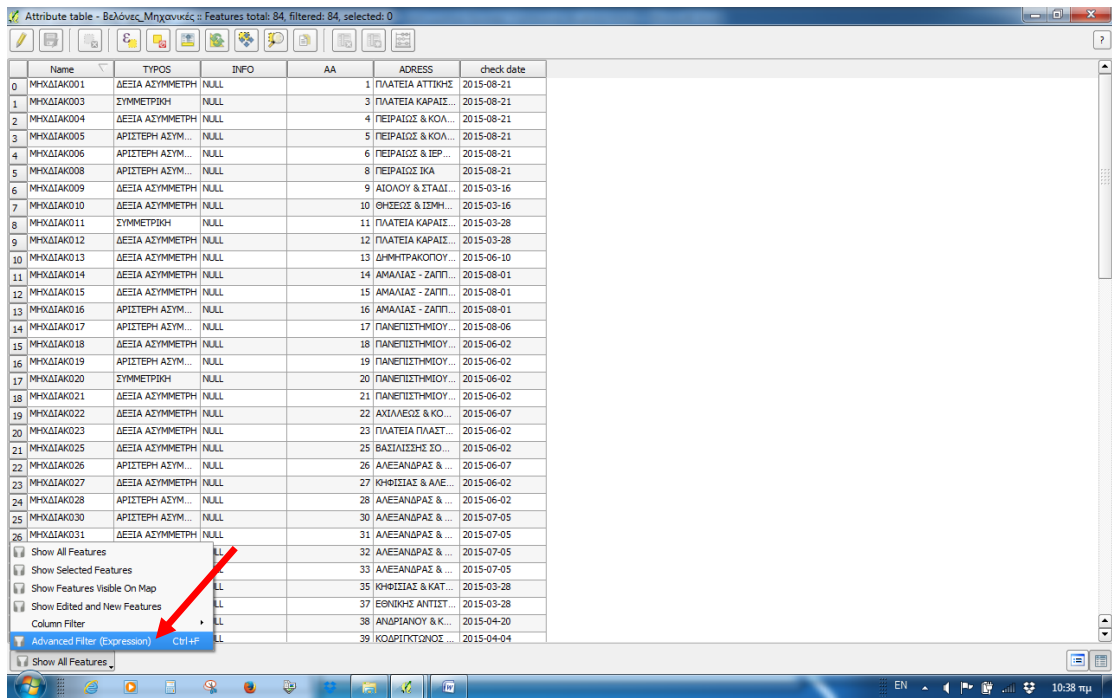 Attribute table - Βελόνες_Μηχανικές :: Features total: 84, filtered: 84, selected: 0
?
Name TYPOS INFO AA ADRESS check date
0 ΜΗΧΔΙΑΚ001 ΔΕΞΙΑ ΑΣΥΜΜΕΤΡΗ NULL 1 ΠΛΑΤΕΙΑ ΑΤΤΙΚΗΣ 2015-08-21
1 ΜΗΧΔΙΑΚ003 ΣΥΜΜΕΤΡΙΚΗ NULL 3 ΠΛΑΤΕΙΑ ΚΑΡΑΙΣ... 2015-08-21
2 ΜΗΧΔΙΑΚ004 ΔΕΞΙΑ ΑΣΥΜΜΕΤΡΗ NULL 4 ΠΕΙΡΑΙΩΣ & ΚΟΛ... 2015-08-21
3 ΜΗΧΔΙΑΚ005 ΑΡΙΣΤΕΡΗ ΑΣΥΜ... NULL 5 ΠΕΙΡΑΙΩΣ & ΚΟΛ... 2015-08-21
4 ΜΗΧΔΙΑΚ006 ΑΡΙΣΤΕΡΗ ΑΣΥΜ... NULL 6 ΠΕΙΡΑΙΩΣ & ΙΕΡ... 2015-08-21
5 ΜΗΧΔΙΑΚ008 ΑΡΙΣΤΕΡΗ ΑΣΥΜ... NULL 8 ΠΕΙΡΑΙΩΣ ΙΚΑ 2015-08-21
6 ΜΗΧΔΙΑΚ009 ΔΕΞΙΑ ΑΣΥΜΜΕΤΡΗ NULL 9 ΑΙΟΛΟΥ & ΣΤΑΔΙ... 2015-03-16
7 ΜΗΧΔΙΑΚ010 ΔΕΞΙΑ ΑΣΥΜΜΕΤΡΗ NULL 10 ΘΗΣΕΩΣ & ΙΣΜΗ... 2015-03-16
8 ΜΗΧΔΙΑΚ011 ΣΥΜΜΕΤΡΙΚΗ NULL 11 ΠΛΑΤΕΙΑ ΚΑΡΑΙΣ... 2015-03-28
9 ΜΗΧΔΙΑΚ012 ΔΕΞΙΑ ΑΣΥΜΜΕΤΡΗ NULL 12 ΠΛΑΤΕΙΑ ΚΑΡΑΙΣ... 2015-03-28
10 ΜΗΧΔΙΑΚ013 ΔΕΞΙΑ ΑΣΥΜΜΕΤΡΗ NULL 13 ΔΗΜΗΤΡΑΚΟΠΟΥ... 2015-06-10
11 ΜΗΧΔΙΑΚ014 ΔΕΞΙΑ ΑΣΥΜΜΕΤΡΗ NULL 14 ΑΜΑΛΙΑΣ - ΖΑΠΠ... 2015-08-01
12 ΜΗΧΔΙΑΚ015 ΔΕΞΙΑ ΑΣΥΜΜΕΤΡΗ NULL 15 ΑΜΑΛΙΑΣ - ΖΑΠΠ... 2015-08-01
13 ΜΗΧΔΙΑΚ016 ΑΡΙΣΤΕΡΗ ΑΣΥΜ... NULL 16 ΑΜΑΛΙΑΣ - ΖΑΠΠ... 2015-08-01
14 ΜΗΧΔΙΑΚ017 ΑΡΙΣΤΕΡΗ ΑΣΥΜ... NULL 17 ΠΑΝΕΠΙΣΤΗΜΙΟΥ... 2015-08-06
15 ΜΗΧΔΙΑΚ018 ΔΕΞΙΑ ΑΣΥΜΜΕΤΡΗ NULL 18 ΠΑΝΕΠΙΣΤΗΜΙΟΥ... 2015-06-02
16 ΜΗΧΔΙΑΚ019 ΑΡΙΣΤΕΡΗ ΑΣΥΜ... NULL 19 ΠΑΝΕΠΙΣΤΗΜΙΟΥ... 2015-06-02
17 ΜΗΧΔΙΑΚ020 ΣΥΜΜΕΤΡΙΚΗ NULL 20 ΠΑΝΕΠΙΣΤΗΜΙΟΥ... 2015-06-02
18 ΜΗΧΔΙΑΚ021 ΔΕΞΙΑ ΑΣΥΜΜΕΤΡΗ NULL 21 ΠΑΝΕΠΙΣΤΗΜΙΟΥ... 2015-06-02
19 ΜΗΧΔΙΑΚ022 ΔΕΞΙΑ ΑΣΥΜΜΕΤΡΗ NULL 22 ΑΧΙΛΛΕΩΣ & ΚΟ... 2015-06-07
20 ΜΗΧΔΙΑΚ023 ΔΕΞΙΑ ΑΣΥΜΜΕΤΡΗ NULL 23 ΠΛΑΤΕΙΑ ΠΛΑΣΤ... 2015-06-02
21 ΜΗΧΔΙΑΚ025 ΔΕΞΙΑ ΑΣΥΜΜΕΤΡΗ NULL 25 ΒΑΣΙΛΙΣΣΗΣ ΣΟ... 2015-06-02
22 ΜΗΧΔΙΑΚ026 ΑΡΙΣΤΕΡΗ ΑΣΥΜ... NULL 26 ΑΛΕΞΑΝΔΡΑΣ & ... 2015-06-07
23 ΜΗΧΔΙΑΚ027 ΔΕΞΙΑ ΑΣΥΜΜΕΤΡΗ NULL 27 ΚΗΦΙΣΙΑΣ & ΑΛΕ... 2015-06-02
24 ΜΗΧΔΙΑΚ028 ΑΡΙΣΤΕΡΗ ΑΣΥΜ... NULL 28 ΑΛΕΞΑΝΔΡΑΣ & ... 2015-06-02
25 ΜΗΧΔΙΑΚ030 ΑΡΙΣΤΕΡΗ ΑΣΥΜ... NULL 30 ΑΛΕΞΑΝΔΡΑΣ & ... 2015-07-05
26 ΜΗΧΔΙΑΚ031 ΔΕΞΙΑ ΑΣΥΜΜΕΤΡΗ NULL 31 ΑΛΕΞΑΝΔΡΑΣ & ... 2015-07-05
Show All Features LL 32 ΑΛΕΞΑΝΔΡΑΣ & ... 2015-07-05
Show Selected Features 33 ΑΛΕΞΑΝΔΡΑΣ & ... 2015-07-05
Show Features Visible On Map LL 35 ΚΗΦΙΣΙΑΣ & ΚΑΤ... 2015-03-28
Show Edited and New Features LL 37 ΕΘΝΙΚΗΣ ΑΝΤΙΣΤ... 2015-03-28
Column Filter LL 38 ΑΝΔΡΙΑΝΟΥ & Κ... 2015-04-20
Advanced Filter (Expression) Ctrl+F LL 39 ΚΟΔΡΙΓΚΤΩΝΟΣ ... 2015-04-04
Show All Features
EN 10:38 πμ